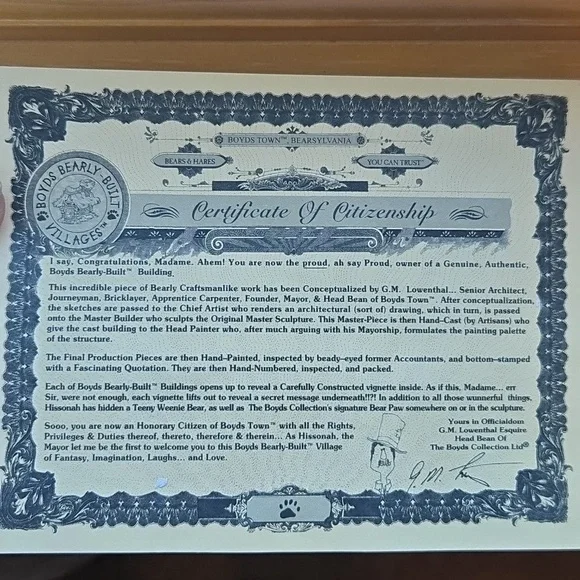 BOYDS TOWN™, BEARSYLVANIA
BEARS & HARES
YOU CAN TRUST™
BOYDS BEARLY-BUILT
VILLAGES™
Certificate Of Citizenship
I say, Congratulations, Madame. Ahem! You are now the proud, ah say Proud, owner of a Genuine, Authentic,
Boyds Bearly-Built™ Building.
This incredible piece of Bearly Craftsmanlike work has been Conceptualized by G.M. Lowenthal... Senior Architect,
Journeyman, Bricklayer, Apprentice Carpenter, Founder, Mayor, & Head Bean of Boyds Town™. After conceptualization,
the sketches are passed to the Chief Artist who renders an architectural (sort of) drawing, which in turn, is passed
onto the Master Builder who sculpts the Original Master Sculpture. This Master-Piece is then Hand-Cast (by Artisans) who
give the cast building to the Head Painter who, after much arguing with his Mayorship, formulates the painting palette
of the structure.
The Final Production Pieces are then Hand-Painted, inspected by beady-eyed former Accountants, and bottom-stamped
with a Fascinating Quotation. They are then Hand-Numbered, inspected, and packed.
Each of Boyds Bearly-Built™ Buildings opens up to reveal a Carefully Constructed vignette inside. As if this, Madame... err
Sir, were not enough, each vignette lifts out to reveal a secret message underneath!!?! In addition to all those wunnerful things,
Hissonah has hidden a Teeny Weenie Bear, as well as The Boyds Collection's signature Bear Paw somewhere on or in the sculpture.
Sooo, you are now an Honorary Citizen of Boyds Town™ with all the Rights,
Privileges & Duties thereof, thereto, therefore & therein... As Hissonah, the
Mayor let me be the first to welcome you to this Boyds Bearly-Built™ Village
of Fantasy, Imagination, Laughs... and Love.
Yours in Officialdom
G.M. Lowenthal Esquire
Head Bean Of
The Boyds Collection Ltd®